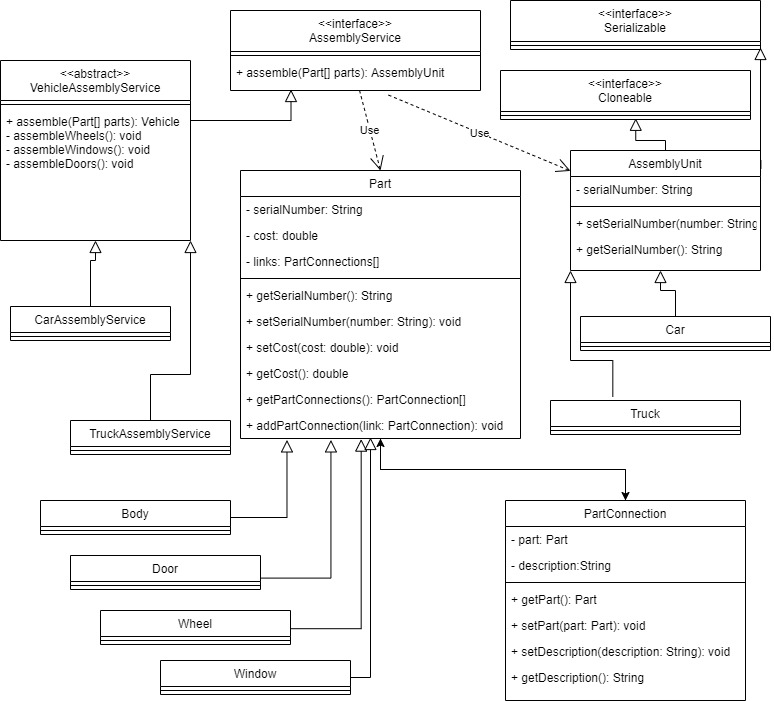 <<interface>>
AssemblyService
+ assemble(Part[] parts): AssemblyUnit
<<interface>>
Serializable
<<abstract>>
VehicleAssemblyService
+ assemble(Part[] parts): Vehicle
- assembleWheels(): void
- assembleWindows(): void
- assembleDoors(): void
<<interface>>
Cloneable
Use
Use
AssemblyUnit
- serialNumber: String
+ setSerialNumber(number: String
+ getSerialNumber(): String
Part
- serialNumber: String
- cost: double
- links: PartConnections[]
+ getSerialNumber(): String
+ setSerialNumber(number: String): void
+ setCost(cost: double): void
+ getCost(): double
+ getPartConnections(): PartConnection[]
+ addPartConnection(link: PartConnection): void
CarAssemblyService
Car
TruckAssemblyService
Truck
Body
Door
Wheel
Window
PartConnection
- part: Part
- description:String
+ getPart(): Part
+ setPart(part: Part): void
+ setDescription(description: String): void
+ getDescription(): String